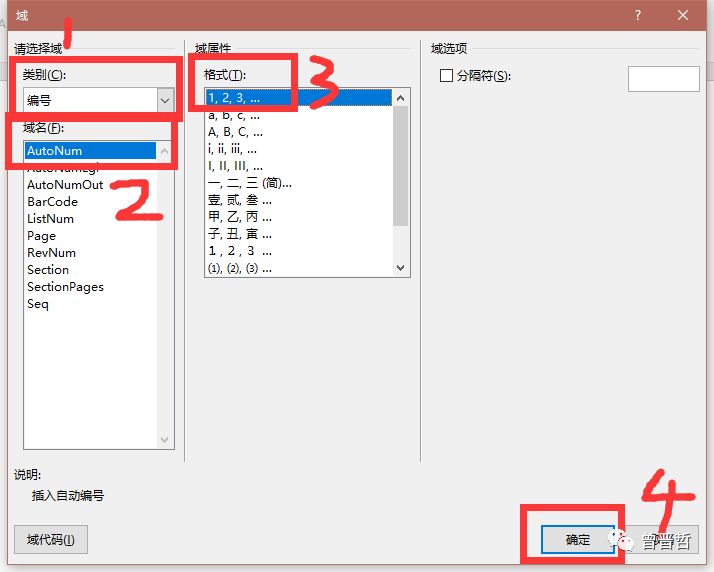 域
?
请选择域
域属性
域选项
1
类别(C):
编号
域名(F):
AutoNum
AutoNumOut
BarCode
ListNum
Page
RevNum
Section
SectionPages
Seq
2
格式(T):
3
1, 2, 3, ...
a, b, c, ...
A, B, C, ...
i, ii, iii, ...
I, II, III, ...
一, 二, 三 (简)...
壹, 贰, 叁 ...
甲, 乙, 丙 ...
子, 丑, 寅 ...
1, 2, 3 ...
⑴, ⑵, ⑶ ...
分隔符(S):
说明:
插入自动编号
域代码(I)
确定
4
曾晋哲